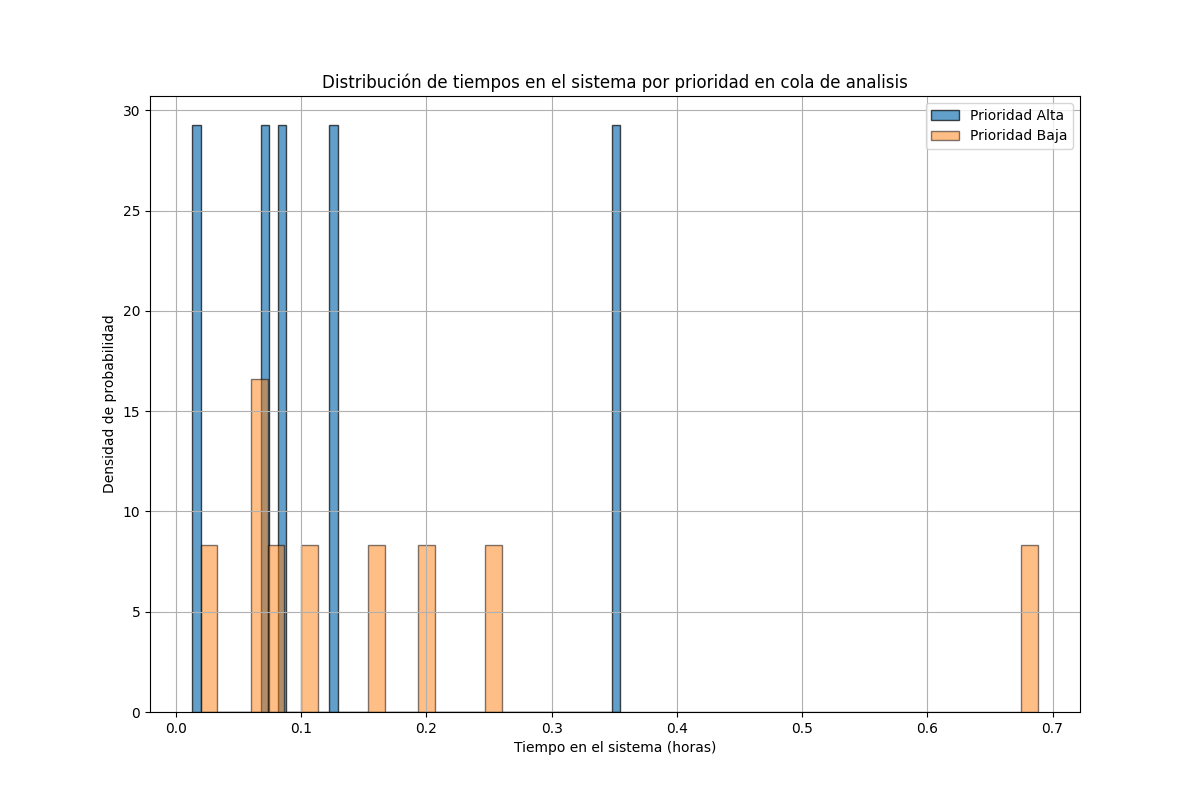 Distribución de tiempos en el sistema por prioridad en cola de analisis
Prioridad Alta
Prioridad Baja
Densidad de probabilidad
30
25
20
15
10
5
0
0.0 0.1 0.2 0.3 0.4 0.5 0.6 0.7
Tiempo en el sistema (horas)